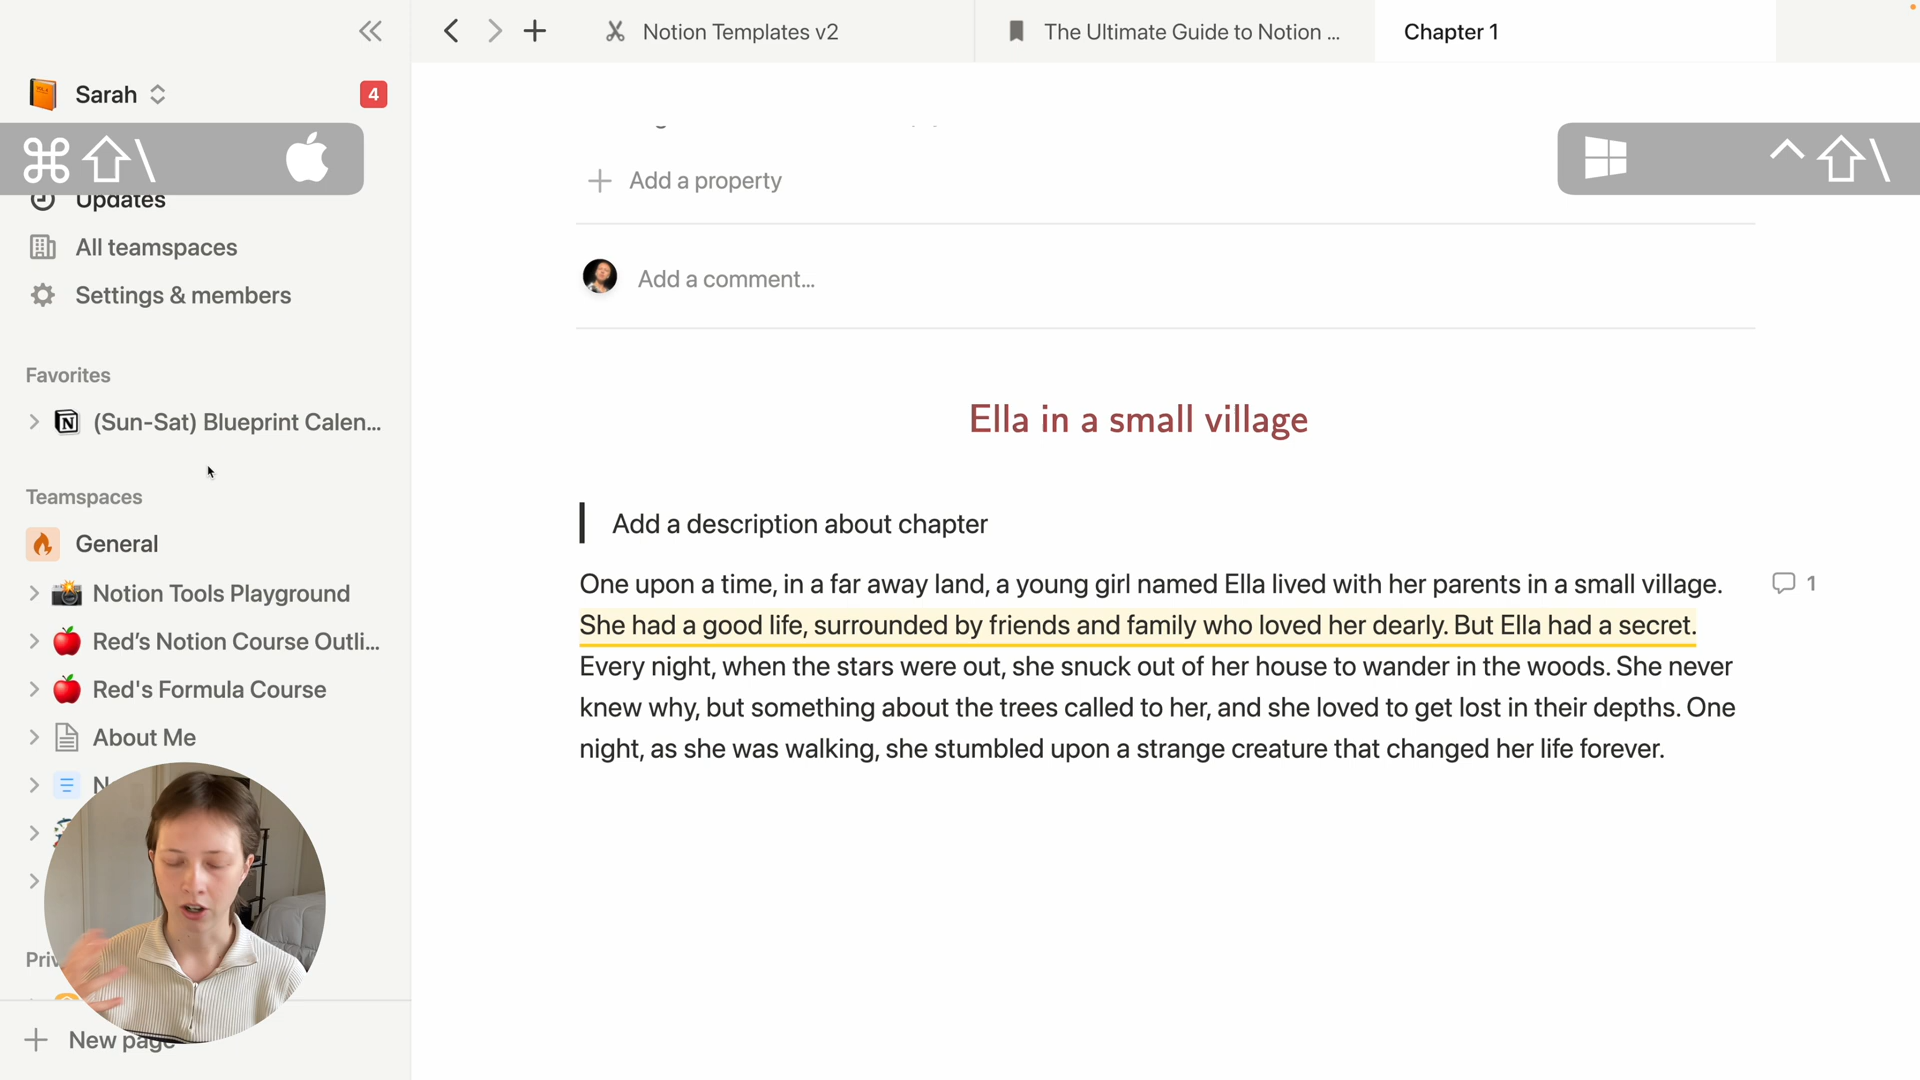 Notion Templates v2
The Ultimate Guide to Notion ...
Chapter 1
Sarah
4
⌘⇧\
^⇧\
Updates
All teamspaces
Settings & members
Favorites
(Sun-Sat) Blueprint Calen...
Teamspaces
General
Notion Tools Playground
Red’s Notion Course Outli...
Red's Formula Course
About Me
New page
Add a property
Add a comment...
Ella in a small village
Add a description about chapter
One upon a time, in a far away land, a young girl named Ella lived with her parents in a small village.
1
She had a good life, surrounded by friends and family who loved her dearly. But Ella had a secret.
Every night, when the stars were out, she snuck out of her house to wander in the woods. She never
knew why, but something about the trees called to her, and she loved to get lost in their depths. One
night, as she was walking, she stumbled upon a strange creature that changed her life forever.